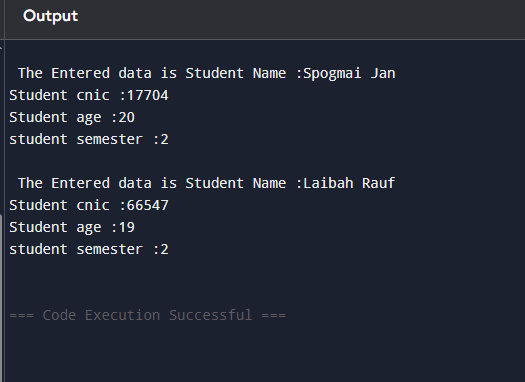 Output
The Entered data is Student Name :Spogmai Jan
Student cnic :17704
Student age :20
student semester :2
The Entered data is Student Name :Laibah Rauf
Student cnic :66547
Student age :19
student semester :2
=== Code Execution Successful ===